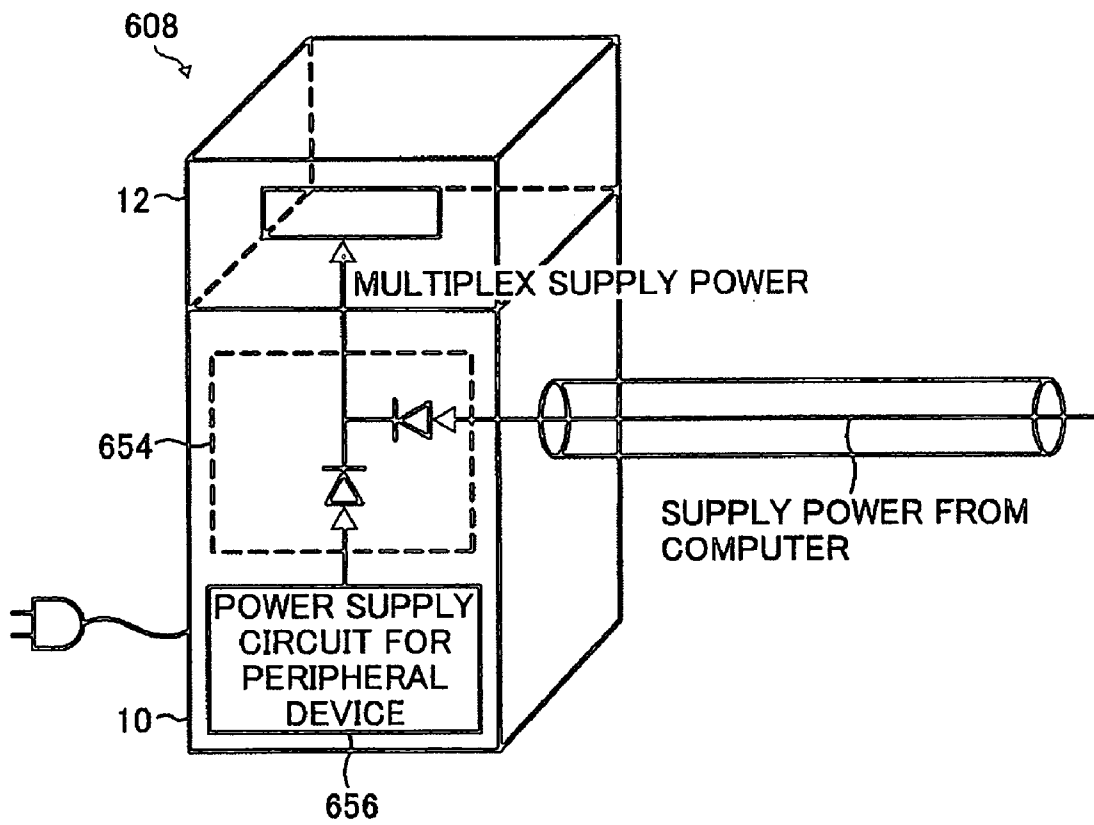 608
12
MULTIPLEX SUPPLY POWER
654
SUPPLY POWER FROM
COMPUTER
POWER SUPPLY
CIRCUIT FOR
PERIPHERAL
DEVICE
10
656